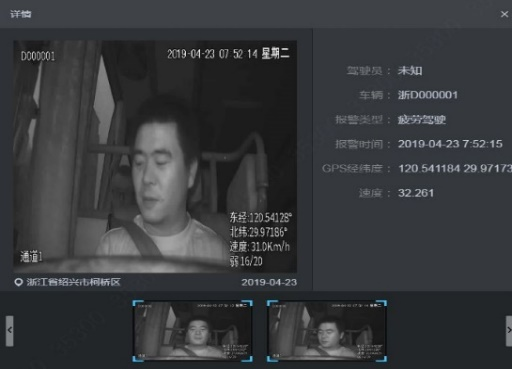 详情
×
D000001
2019-04-23 07 52 14 星期二
东经:120.54128°
北纬:29.97186°
速度:31.0Km/h
弱16/20
通道1
浙江省绍兴市柯桥区
2019-04-23
驾驶员： 未知
车辆： 浙D000001
报警类型： 疲劳驾驶
报警时间： 2019-04-23 7:52:15
GPS经纬度： 120.541184 29.97173
速度： 32.261